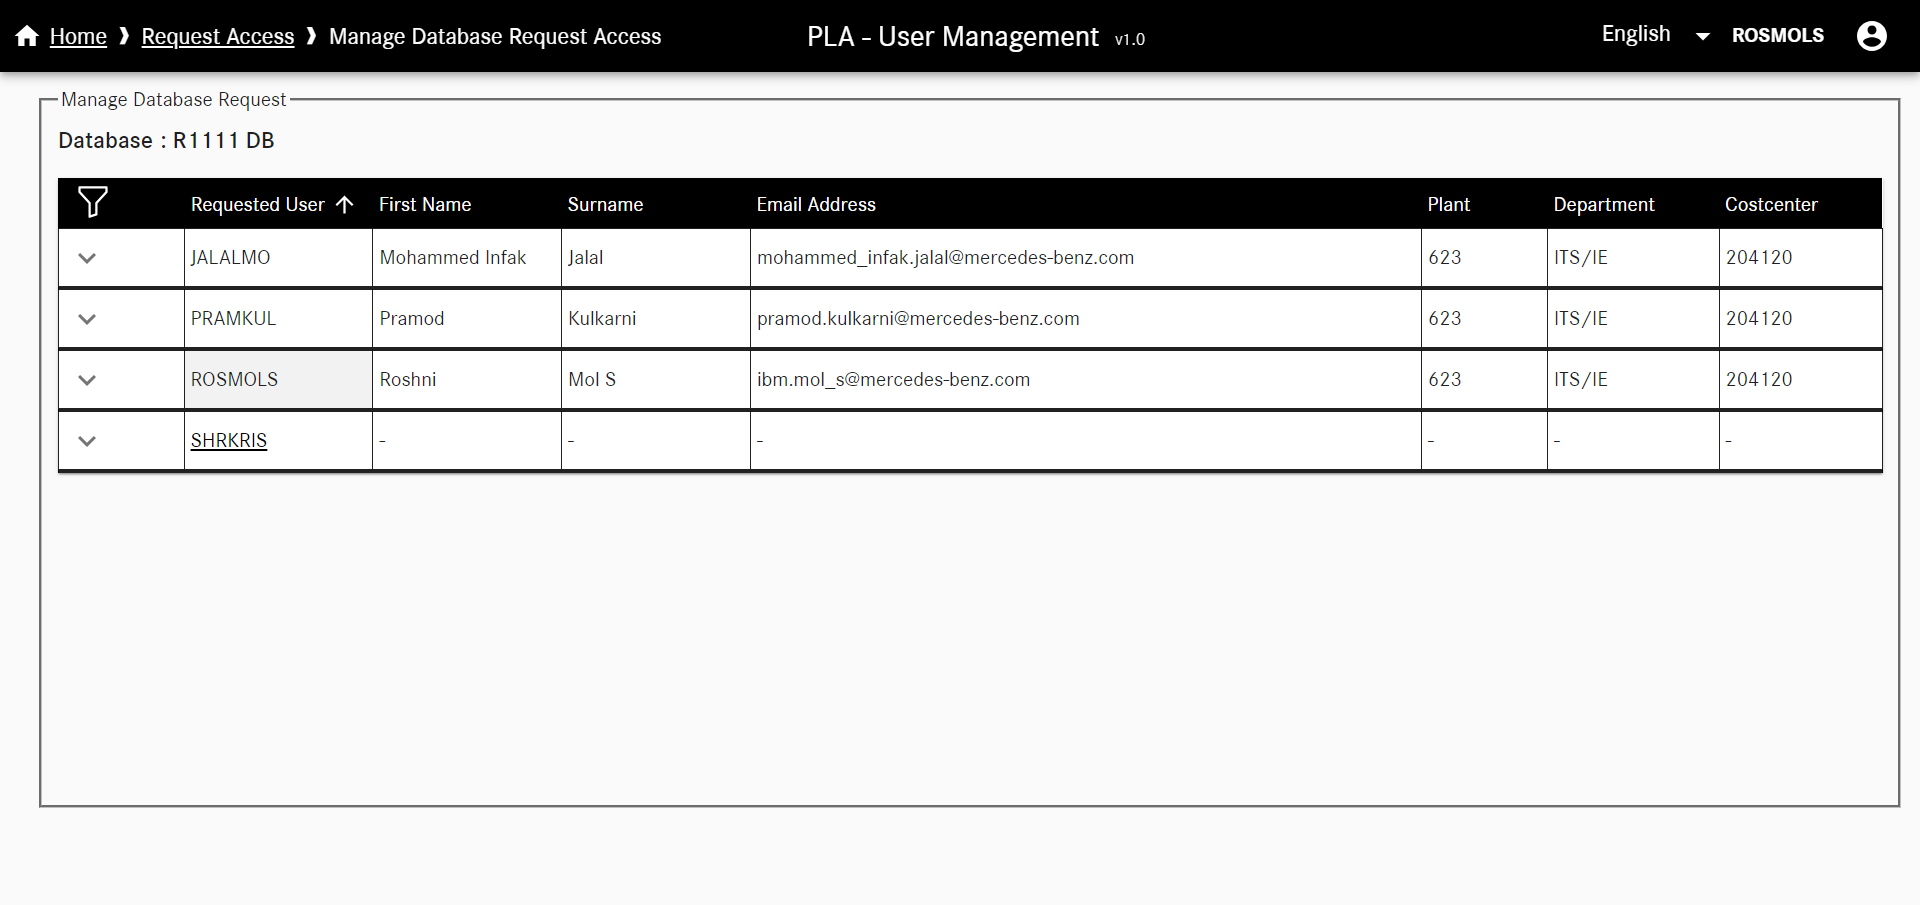 Home ❱ Request Access ❱ Manage Database Request Access PLA - User Management v1.0 English ROSMOLS
Manage Database Request
Database : R1111 DB
Requested User First Name Surname Email Address Plant Department Costcenter
JALALMO Mohammed Infak Jalal mohammed_infak.jalal@mercedes-benz.com 623 ITS/IE 204120
PRAMKUL Pramod Kulkarni pramod.kulkarni@mercedes-benz.com 623 ITS/IE 204120
ROSMOLS Roshni Mol S ibm.mol_s@mercedes-benz.com 623 ITS/IE 204120
SHRKRIS - - - - - -